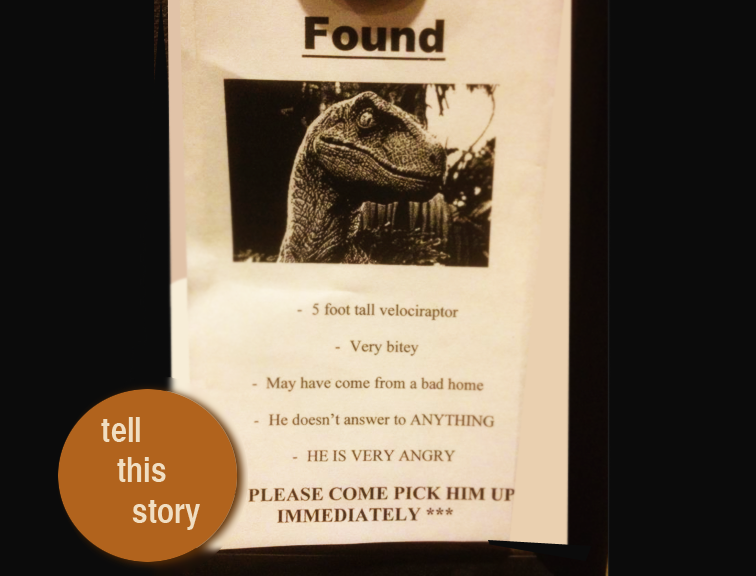 Found
- 5 foot tall velociraptor
- Very bitey
- May have come from a bad home
- He doesn't answer to ANYTHING
- HE IS VERY ANGRY
PLEASE COME PICK HIM UP
IMMEDIATELY ***
tell
this
story